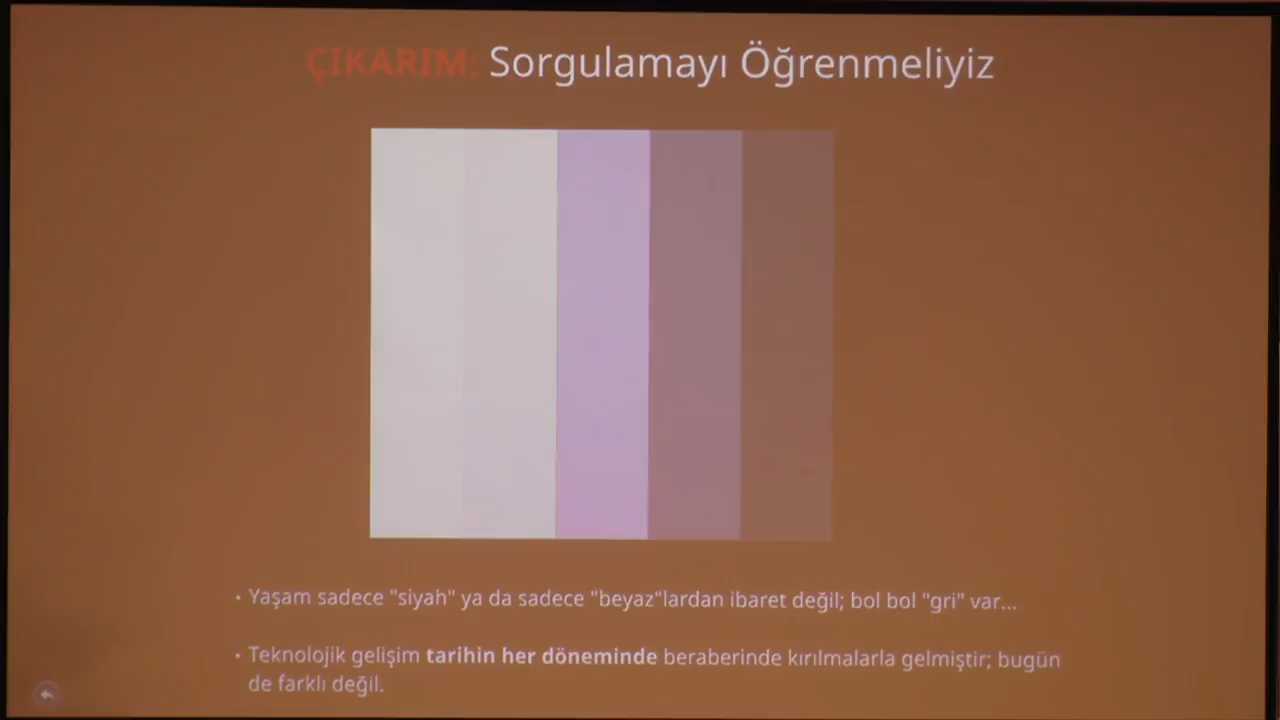 ÇIKARIM: Sorgulamayı Öğrenmeliyiz
• Yaşam sadece "siyah" ya da sadece "beyaz"lardan ibaret değil; bol bol "gri" var...
• Teknolojik gelişim tarihin her döneminde beraberinde kırılmalarla gelmiştir; bugün
de farklı değil.